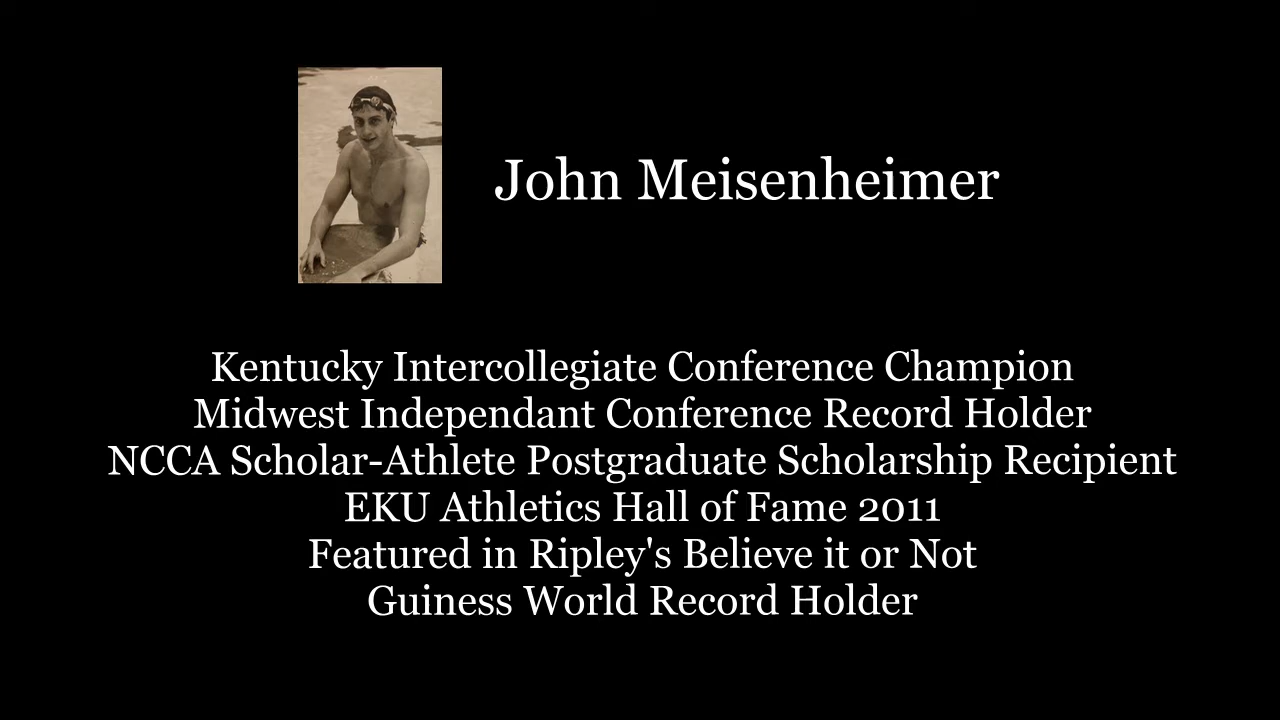 John Meisenheimer
Kentucky Intercollegiate Conference Champion
Midwest Independant Conference Record Holder
NCCA Scholar-Athlete Postgraduate Scholarship Recipient
EKU Athletics Hall of Fame 2011
Featured in Ripley's Believe it or Not
Guiness World Record Holder